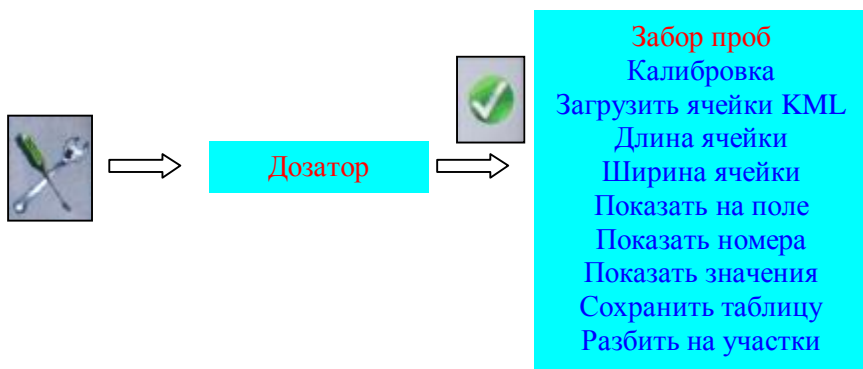 Дозатор
Забор проб
Калибровка
Загрузить ячейки KML
Длина ячейки
Ширина ячейки
Показать на поле
Показать номера
Показать значения
Сохранить таблицу
Разбить на участки